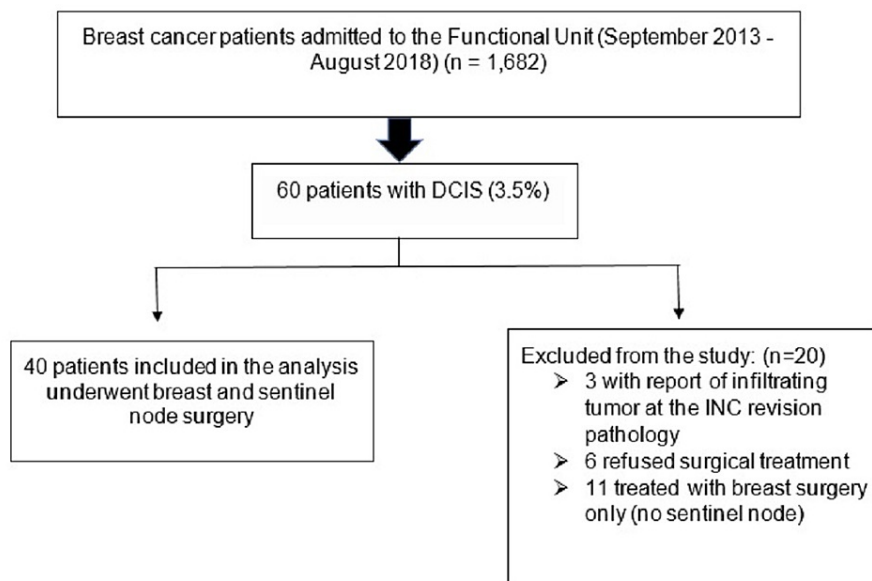 Breast cancer patients admitted to the Functional Unit (September 2013 -
August 2018) (n = 1,682)
60 patients with DCIS (3.5%)
40 patients included in the analysis
underwent breast and sentinel
node surgery
Excluded from the study: (n=20)
➢ 3 with report of infiltrating
tumor at the INC revision
pathology
➢ 6 refused surgical treatment
➢ 11 treated with breast surgery
only (no sentinel node)